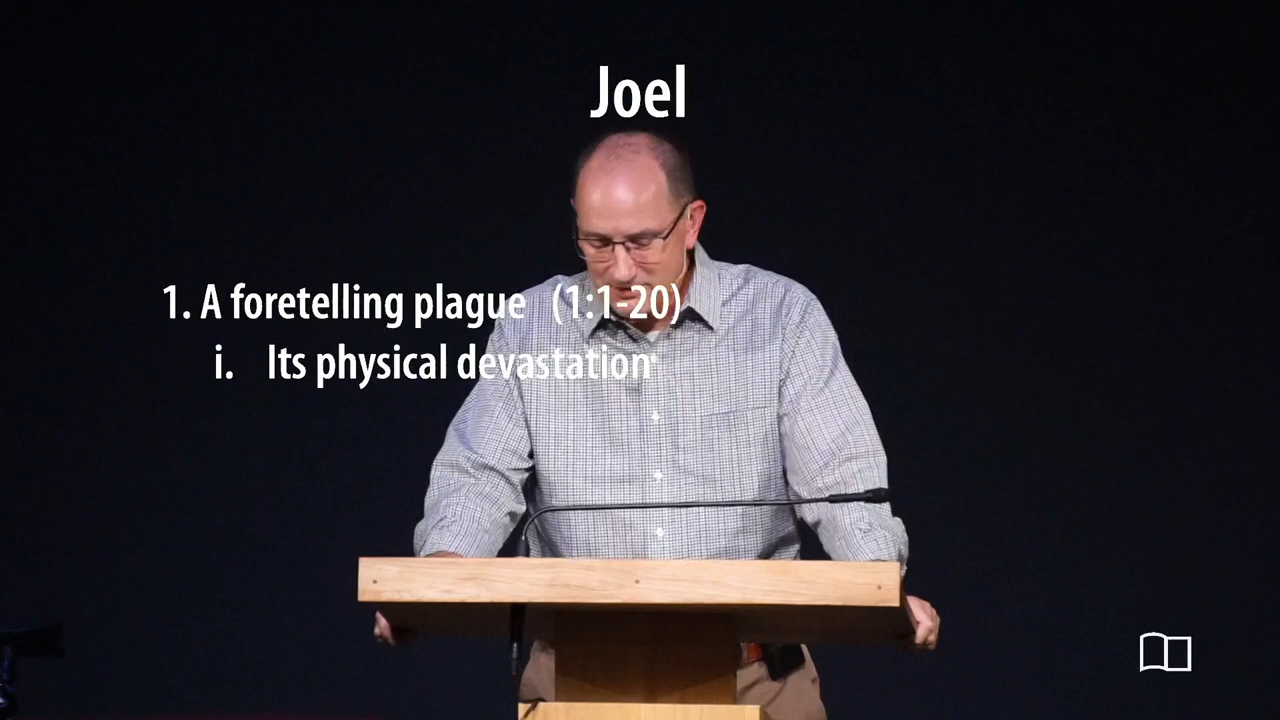 Joel
1. A foretelling plague (1:1-20)
i. Its physical devastation